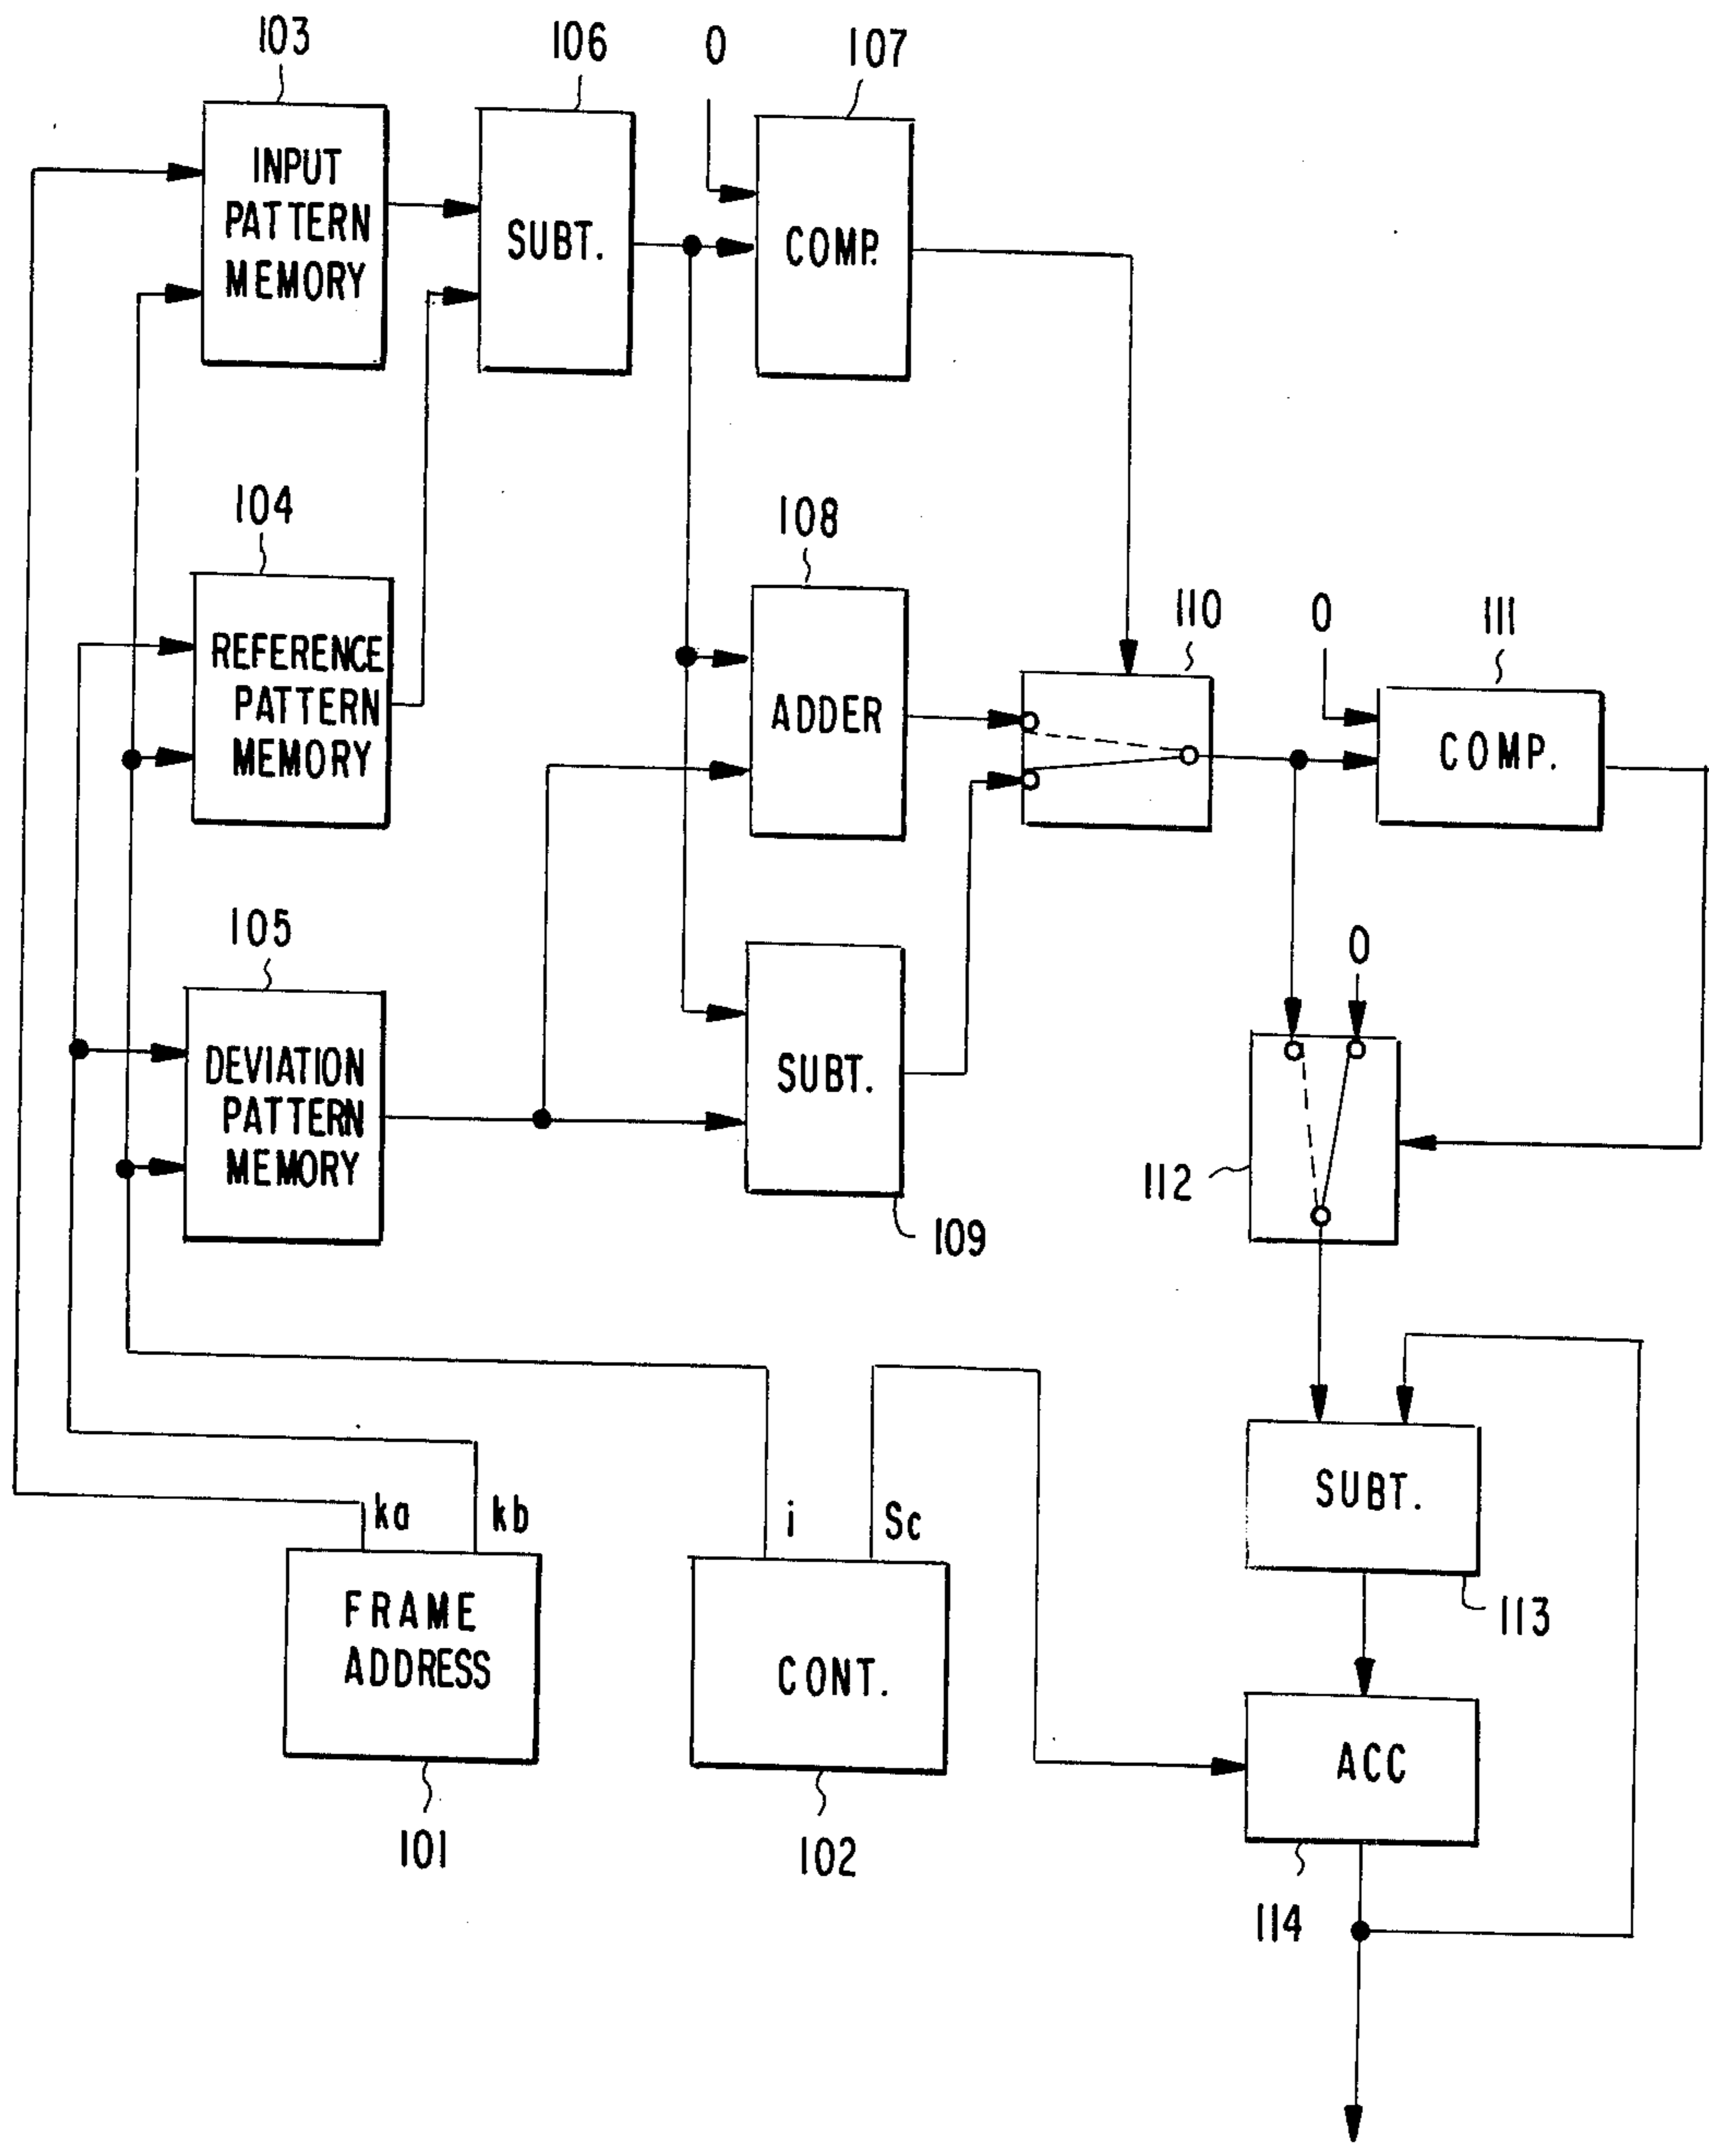 103
106
0
107
INPUT
PATTERN
MEMORY
SUBT.
COMP.
104
108
110
0
111
REFERENCE
PATTERN
MEMORY
ADDER
COMP.
105
0
DEVIATION
PATTERN
MEMORY
SUBT.
112
109
ka
kb
i
Sc
SUBT.
FRAME
ADDRESS
CONT.
113
ACC
101
102
114